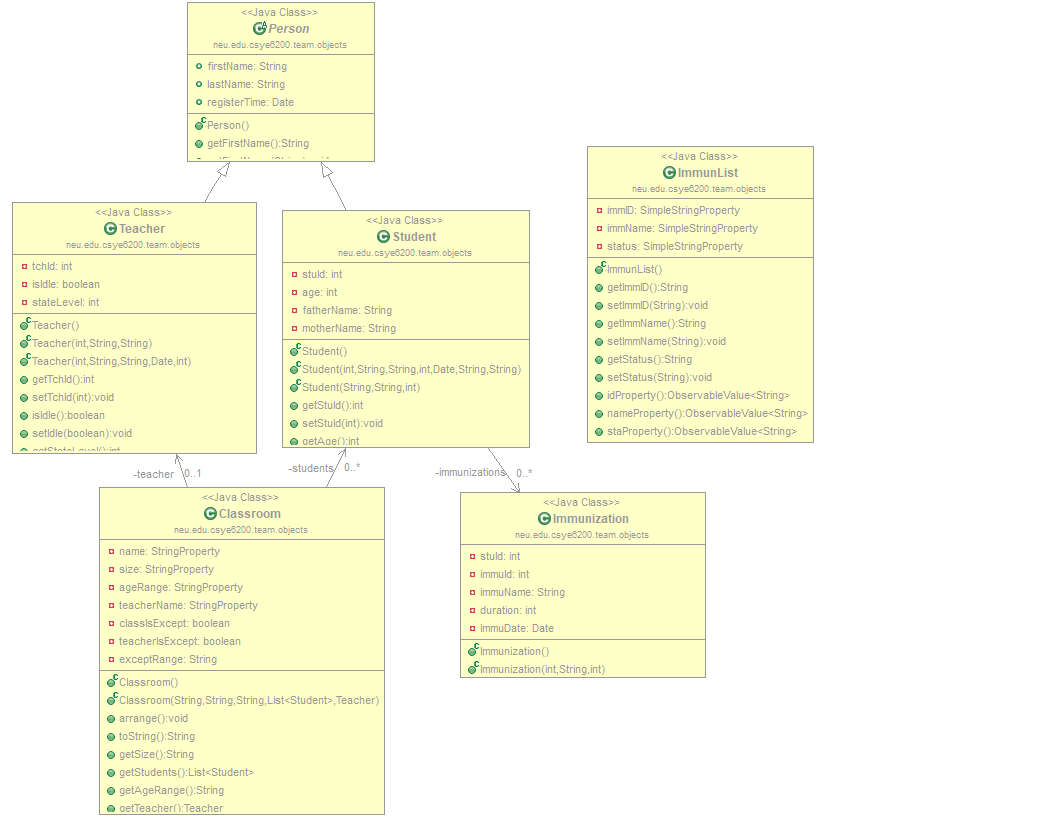 <<Java Class>>
Person
neu.edu.csye6200.team.objects
firstName: String
lastName: String
registerTime: Date
Person()
getFirstName():String
<<Java Class>>
ImmunList
neu.edu.csye6200.team.objects
immID: SimpleStringProperty
immName: SimpleStringProperty
status: SimpleStringProperty
ImmunList()
getImmID():String
setImmID(String):void
getImmName():String
setImmName(String):void
getStatus():String
setStatus(String):void
idProperty():ObservableValue<String>
nameProperty():ObservableValue<String>
staProperty():ObservableValue<String>
<<Java Class>>
Teacher
neu.edu.csye6200.team.objects
tchId: int
isIdle: boolean
stateLevel: int
Teacher()
Teacher(int,String,String)
Teacher(int,String,String,Date,int)
getTchId():int
setTchId(int):void
isIdle():boolean
setIdle(boolean):void
getStateLevel():int
<<Java Class>>
Student
neu.edu.csye6200.team.objects
stuId: int
age: int
fatherName: String
motherName: String
Student()
Student(int,String,String,int,Date,String,String)
Student(String,String,int)
getStuId():int
setStuId(int):void
getAge():int
-teacher 0..1
-students 0..*
-immunizations 0..*
<<Java Class>>
Classroom
neu.edu.csye6200.team.objects
name: StringProperty
size: StringProperty
ageRange: StringProperty
teacherName: StringProperty
classIsExcept: boolean
teacherIsExcept: boolean
exceptRange: String
Classroom()
Classroom(String,String,String,List<Student>,Teacher)
arrange():void
toString():String
getSize():String
getStudents():List<Student>
getAgeRange():String
getTeacher():Teacher
<<Java Class>>
Immunization
neu.edu.csye6200.team.objects
stuId: int
immuId: int
immuName: String
duration: int
immuDate: Date
Immunization()
Immunization(int,String,int)